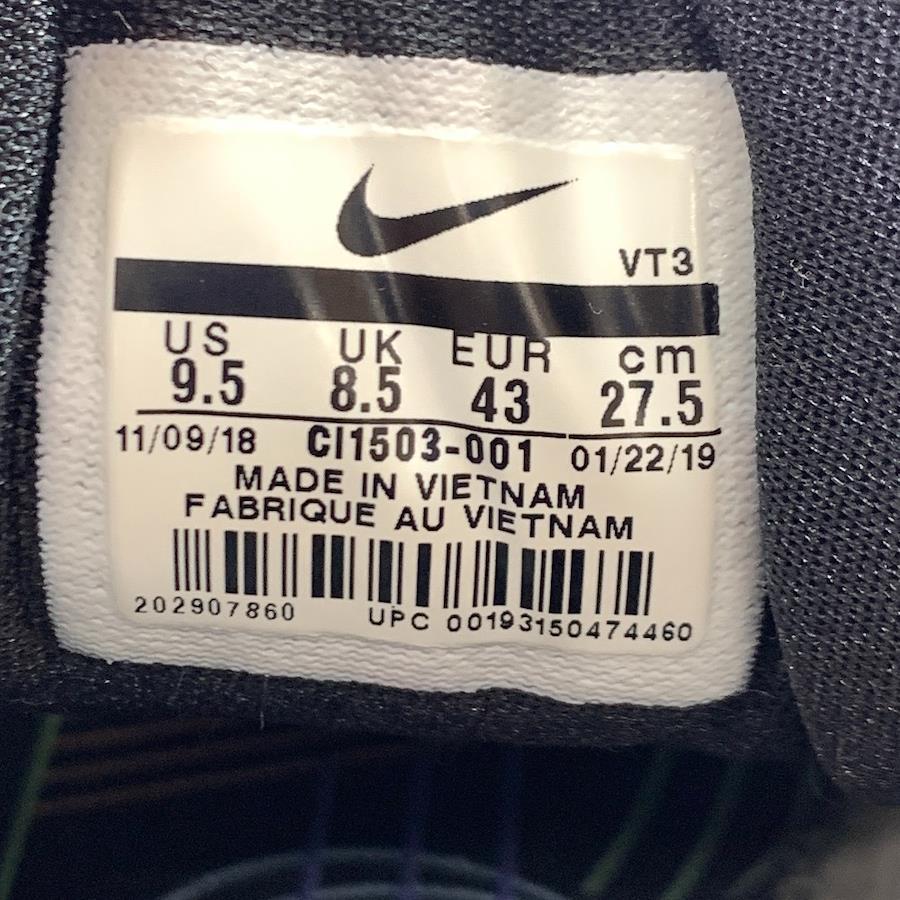 VT3
US UK EUR cm
9.5 8.5 43 27.5
11/09/18 CI1503-001 01/22/19
MADE IN VIETNAM
FABRIQUE AU VIETNAM
202907860 UPC 00193150474460